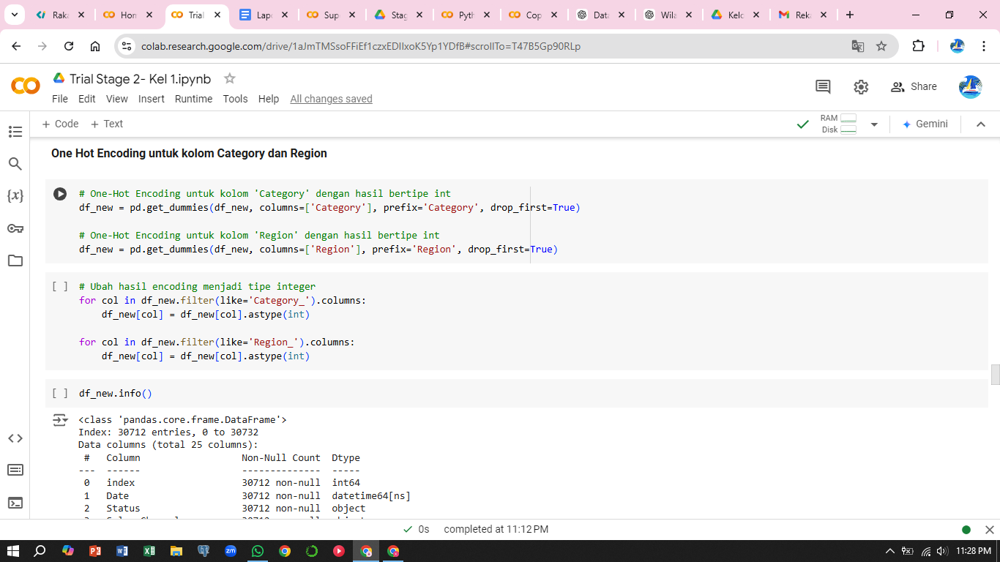 Raka
Hon
Trial
Lapo
Sup
Stag
Pyth
Cop
Data
Wila
Kelo
Reka
colab.research.google.com/drive/1aJmTMSsoFFiEf1czxEDlIxoK5Yp1YDfB#scrollTo=T47B5Gp90RLp
Trial Stage 2- Kel 1.ipynb
File Edit View Insert Runtime Tools Help All changes saved
Share
+ Code + Text
RAM
Disk
Gemini
One Hot Encoding untuk kolom Category dan Region
# One-Hot Encoding untuk kolom 'Category' dengan hasil bertipe int
df_new = pd.get_dummies(df_new, columns=['Category'], prefix='Category', drop_first=True)
# One-Hot Encoding untuk kolom 'Region' dengan hasil bertipe int
df_new = pd.get_dummies(df_new, columns=['Region'], prefix='Region', drop_first=True)
[ ] # Ubah hasil encoding menjadi tipe integer
for col in df_new.filter(like='Category_').columns:
df_new[col] = df_new[col].astype(int)
for col in df_new.filter(like='Region_').columns:
df_new[col] = df_new[col].astype(int)
[ ] df_new.info()
<class 'pandas.core.frame.DataFrame'>
Index: 30712 entries, 0 to 30732
Data columns (total 25 columns):
# Column Non-Null Count Dtype
--- ------ -------------- -----
0 index 30712 non-null int64
1 Date 30712 non-null datetime64[ns]
2 Status 30712 non-null object
0s completed at 11:12 PM
11:28 PM